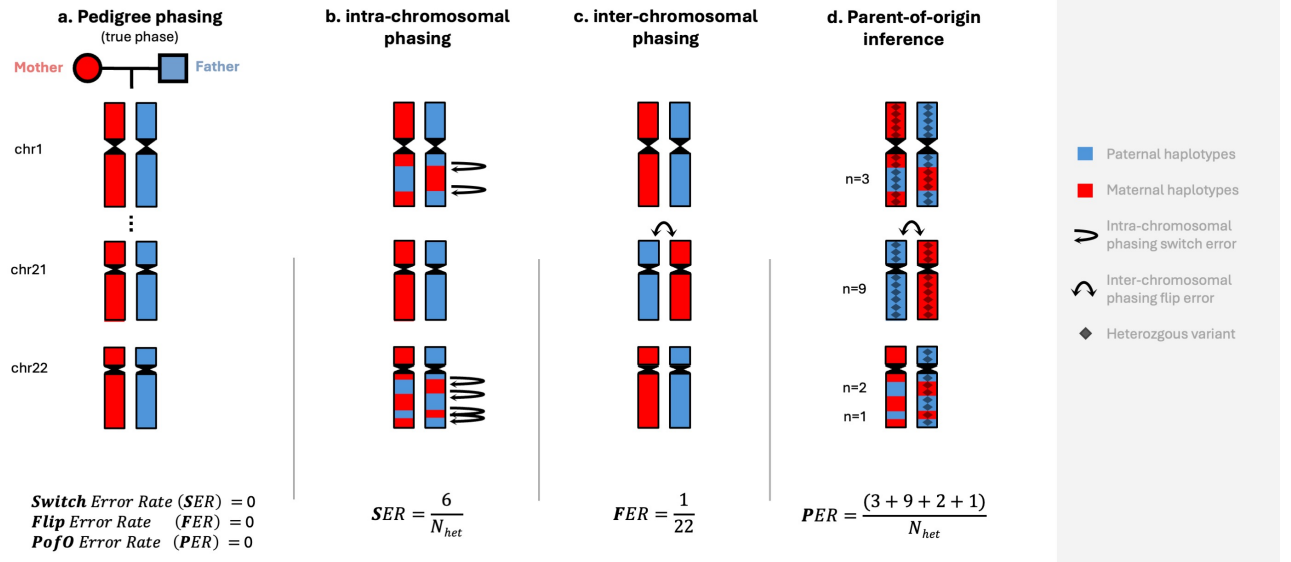 a. Pedigree phasing
(true phase)
Mother
Father
chr1
⋮
chr21
chr22
Switch Error Rate (SER) = 0
Flip Error Rate (FER) = 0
PofO Error Rate (PER) = 0
b. intra-chromosomal
phasing
SER = 6 / N_het
c. inter-chromosomal
phasing
FER = 1 / 22
d. Parent-of-origin
inference
n=3
n=9
n=2
n=1
PER = (3 + 9 + 2 + 1) / N_het
Paternal haplotypes
Maternal haplotypes
Intra-chromosomal
phasing switch error
Inter-chromosomal
phasing flip error
Heterozgous variant